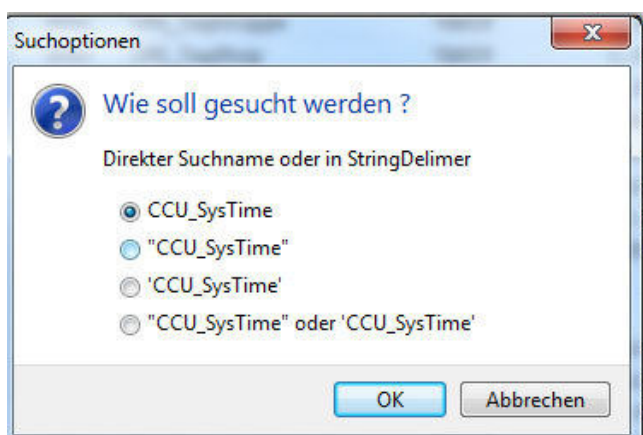 Suchoptionen
Wie soll gesucht werden ?
Direkter Suchname oder in StringDelimer
CCU_SysTime
"CCU_SysTime"
'CCU_SysTime'
"CCU_SysTime" oder 'CCU_SysTime'
OK
Abbrechen